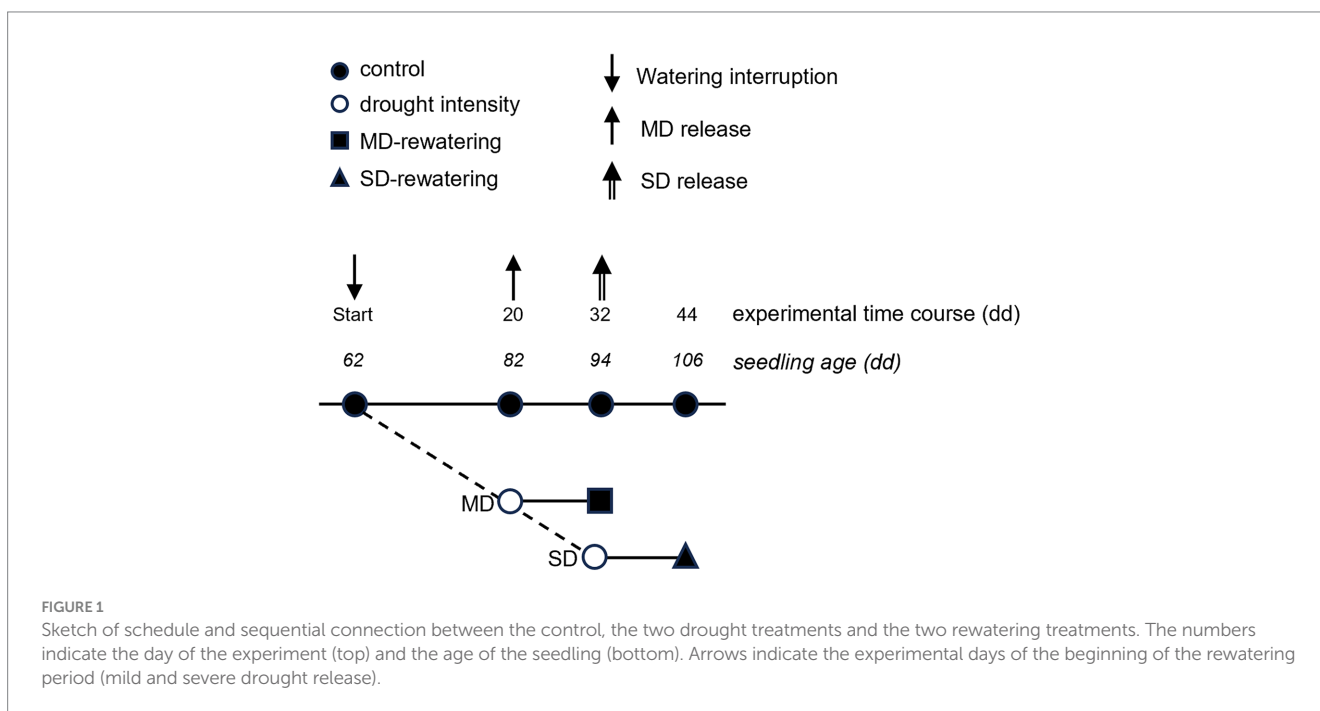 control
drought intensity
MD-rewatering
SD-rewatering
Watering interruption
MD release
SD release
Start 20 32 44 experimental time course (dd)
62 82 94 106 seedling age (dd)
MD
SD
FIGURE 1
Sketch of schedule and sequential connection between the control, the two drought treatments and the two rewatering treatments. The numbers
indicate the day of the experiment (top) and the age of the seedling (bottom). Arrows indicate the experimental days of the beginning of the rewatering
period (mild and severe drought release).